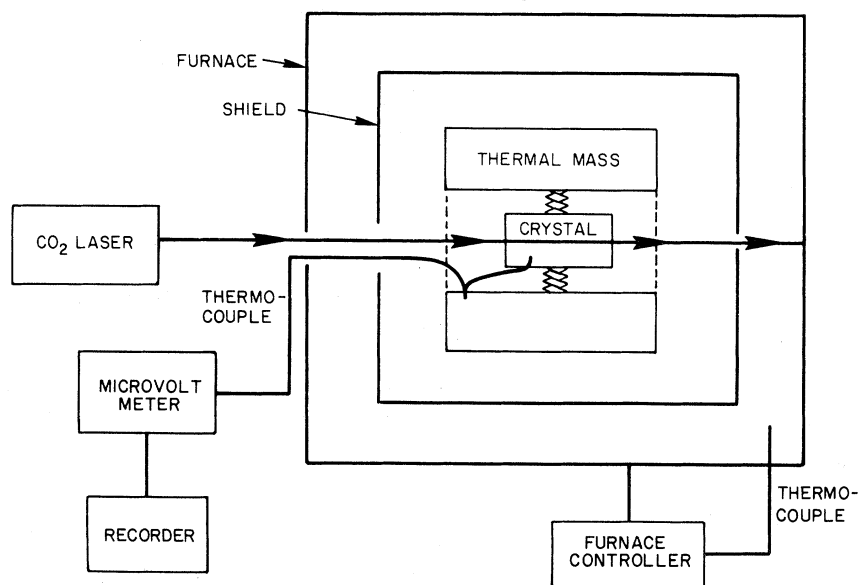 FURNACE
SHIELD
THERMAL MASS
CRYSTAL
CO₂ LASER
THERMO-
COUPLE
MICROVOLT
METER
RECORDER
THERMO-
COUPLE
FURNACE
CONTROLLER